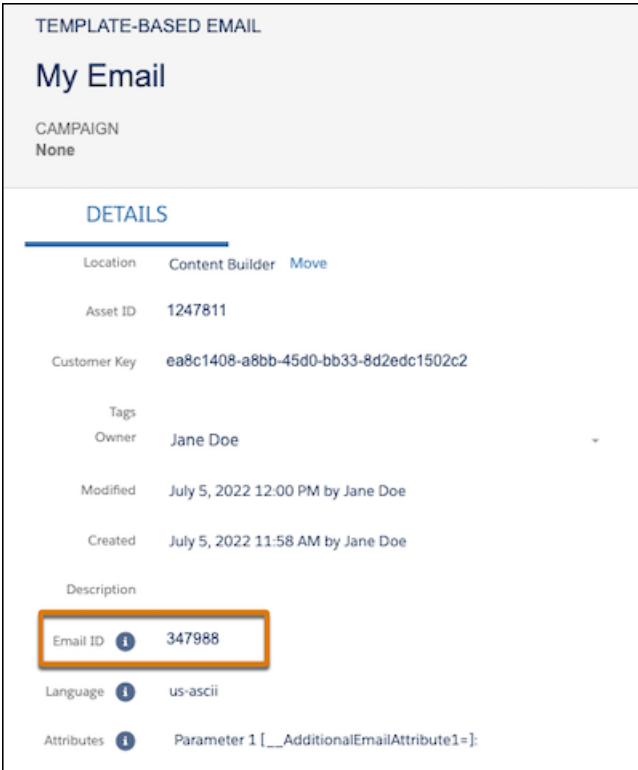 TEMPLATE-BASED EMAIL
My Email
CAMPAIGN
None
DETAILS
Location Content Builder Move
Asset ID 1247811
Customer Key ea8c1408-a8bb-45d0-bb33-8d2edc1502c2
Tags
Owner Jane Doe
Modified July 5, 2022 12:00 PM by Jane Doe
Created July 5, 2022 11:58 AM by Jane Doe
Description
Email ID i 347988
Language i us-ascii
Attributes i Parameter 1 [__AdditionalEmailAttribute1=]: